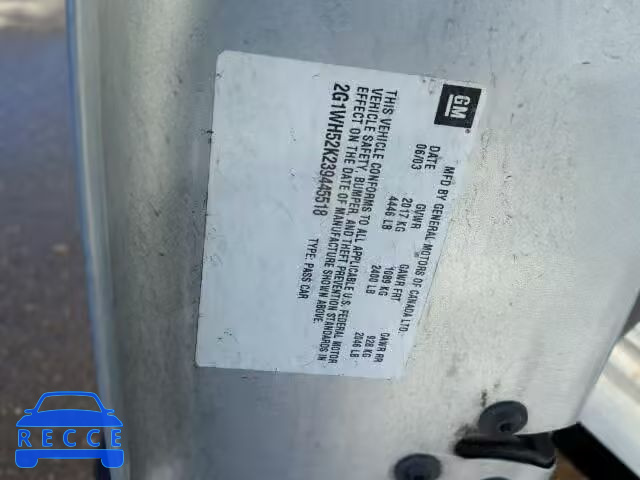 GM
MFD BY GENERAL MOTORS OF CANADA LTD.
DATE GVWR GAWR FRT GAWR RR
06/03 2017 KG 1089 KG 928 KG
4446 LB 2400 LB 2046 LB
THIS VEHICLE CONFORMS TO ALL APPLICABLE U.S. FEDERAL MOTOR
VEHICLE SAFETY, BUMPER, AND THEFT PREVENTION STANDARDS IN
EFFECT ON THE DATE OF MANUFACTURE SHOWN ABOVE.
2G1WH52K239445518 TYPE: PASS CAR
RECCE